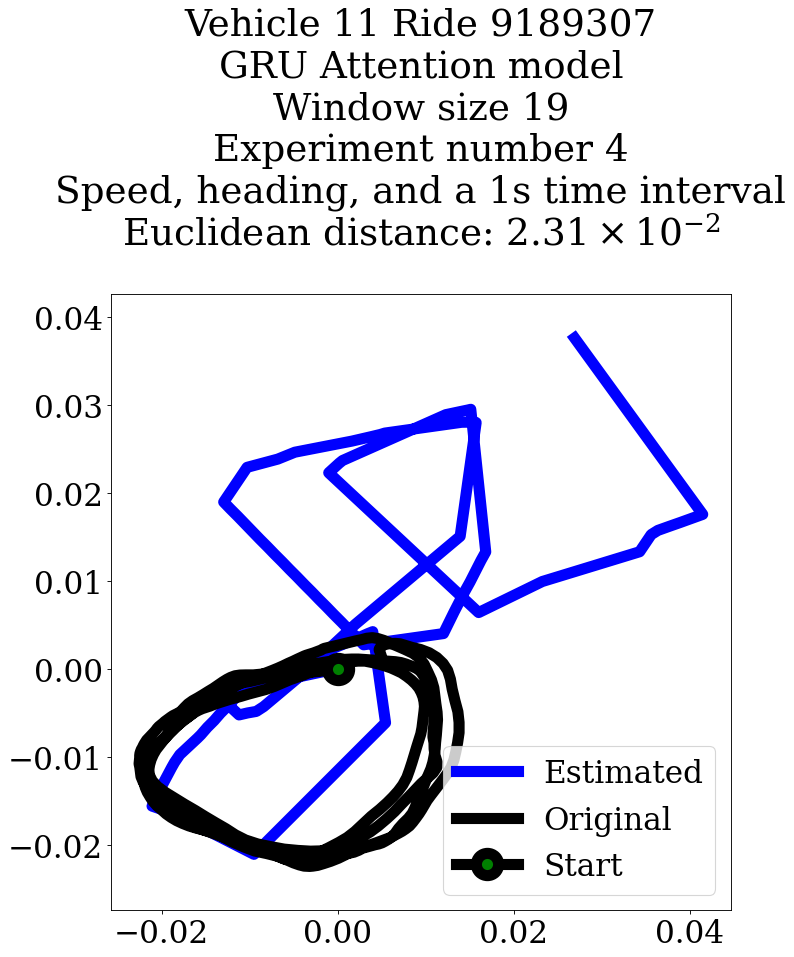 Vehicle 11 Ride 9189307
GRU Attention model
Window size 19
Experiment number 4
Speed, heading, and a 1s time interval
Euclidean distance: 2.31 × 10⁻²
0.04
0.03
0.02
0.01
0.00
−0.01
−0.02
Estimated
Original
Start
−0.02 0.00 0.02 0.04